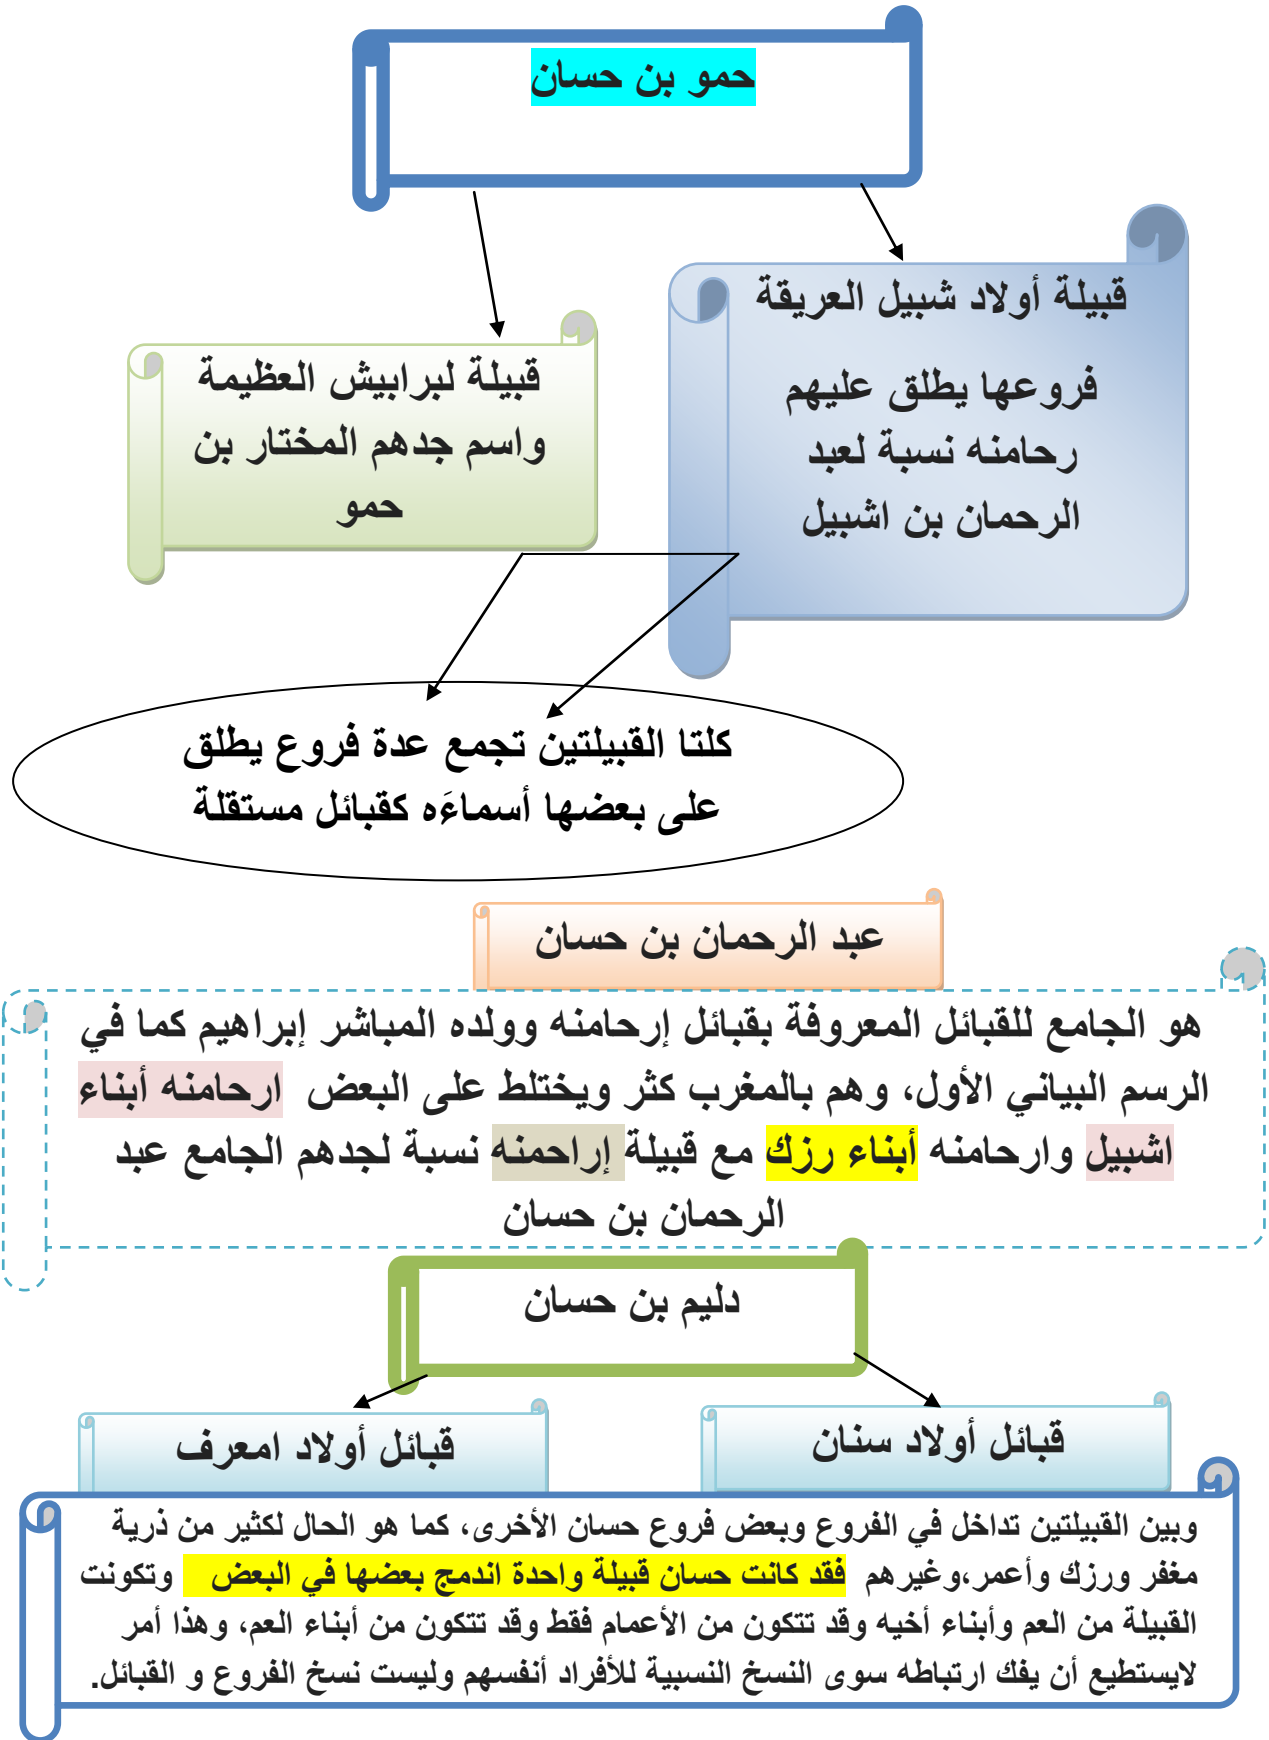 حمو بن حسان
قبيلة أولاد شبيل العريقة
فروعها يطلق عليهم
رحامنه نسبة لعبد
الرحمان بن اشبيل
قبيلة لبرابيش العظيمة
واسم جدهم المختار بن
حمو
كلتا القبيلتين تجمع عدة فروع يطلق
على بعضها أسماءَه كقبائل مستقلة
عبد الرحمان بن حسان
هو الجامع للقبائل المعروفة بقبائل إرحامنه وولده المباشر إبراهيم كما في
الرسم البياني الأول، وهم بالمغرب كثر ويختلط على البعض ارحامنه أبناء
اشبيل وارحامنه أبناء رزك مع قبيلة إراحمنه نسبة لجدهم الجامع عبد
الرحمان بن حسان
دليم بن حسان
قبائل أولاد سنان
قبائل أولاد امعرف
وبين القبيلتين تداخل في الفروع وبعض فروع حسان الأخرى، كما هو الحال لكثير من ذرية
مغفر ورزك وأعمر،وغيرهم فقد كانت حسان قبيلة واحدة اندمج بعضها في البعض وتكونت
القبيلة من العم وأبناء أخيه وقد تتكون من الأعمام فقط وقد تتكون من أبناء العم، وهذا أمر
لايستطيع أن يفك ارتباطه سوى النسخ النسبية للأفراد أنفسهم وليست نسخ الفروع و القبائل.